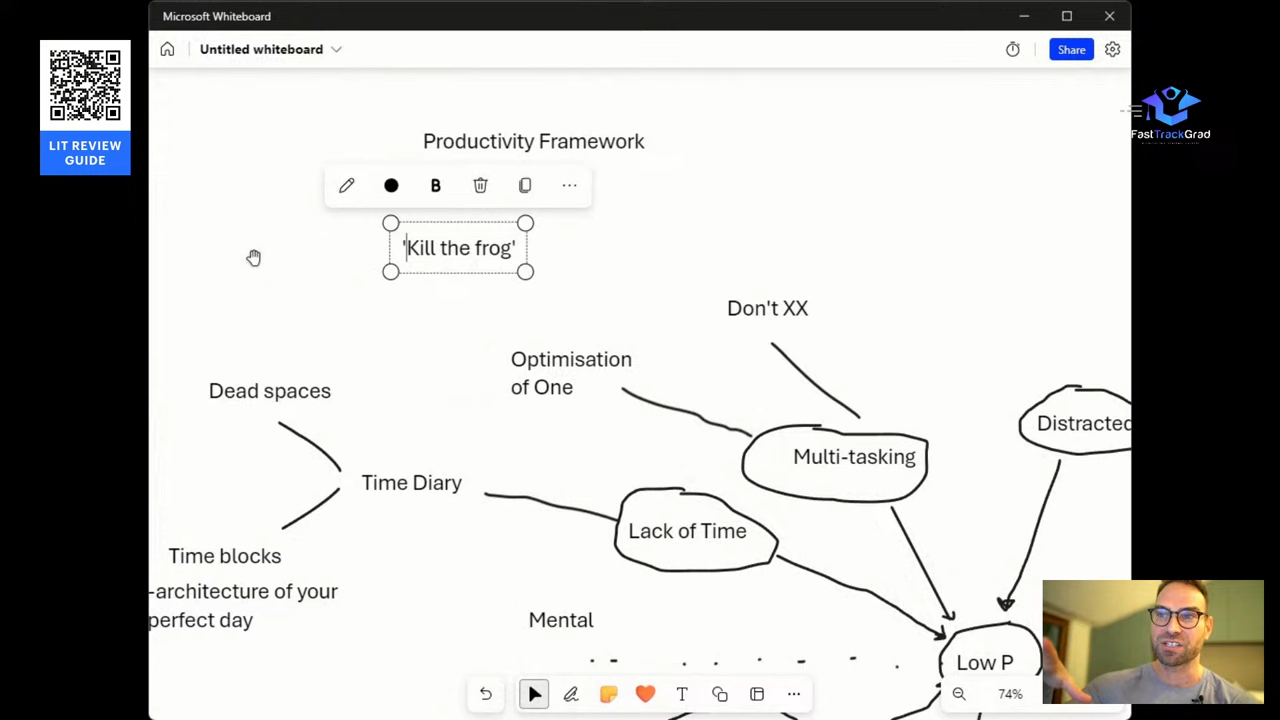 Microsoft Whiteboard
Untitled whiteboard
Share
LIT REVIEW
GUIDE
FastTrackGrad
Productivity Framework
B
'Kill the frog'
Don't XX
Optimisation
of One
Dead spaces
Distracted
Multi-tasking
Time Diary
Lack of Time
Time blocks
-architecture of your
perfect day
Mental
Low P
T
74%